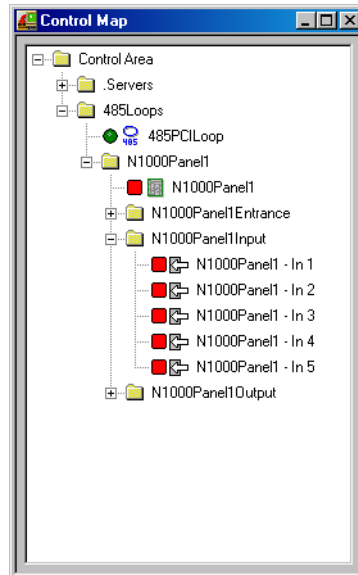 Control Map
Control Area
.Servers
485Loops
485 485PCILoop
N1000Panel1
N1000Panel1
N1000Panel1Entrance
N1000Panel1Input
N1000Panel1 - In 1
N1000Panel1 - In 2
N1000Panel1 - In 3
N1000Panel1 - In 4
N1000Panel1 - In 5
N1000Panel1Output